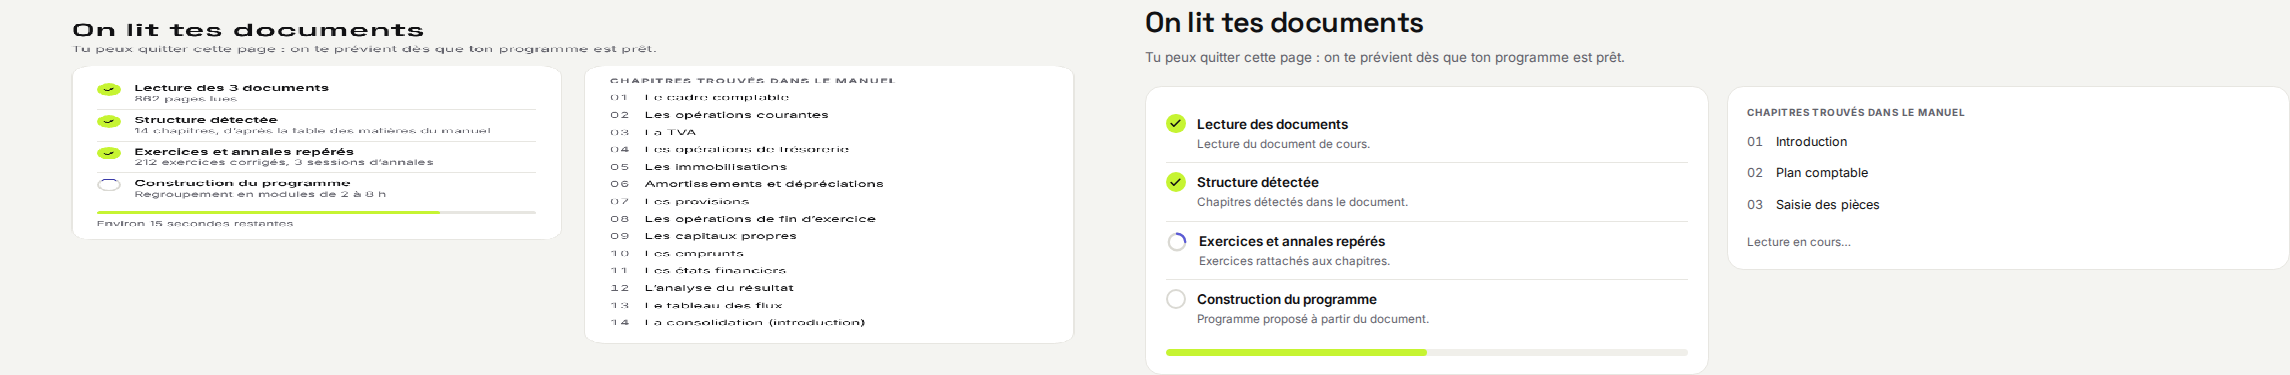 On lit tes documents
Tu peux quitter cette page : on te prévient dès que ton programme est prêt.
Lecture des 3 documents
862 pages lues
Structure détectée
14 chapitres, d'après la table des matières du manuel
Exercices et annales repérés
212 exercices corrigés, 3 sessions d'annales
Construction du programme
Regroupement en modules de 2 à 8 h
Environ 15 secondes restantes
CHAPITRES TROUVÉS DANS LE MANUEL
01 Le cadre comptable
02 Les opérations courantes
03 La TVA
04 Les opérations de trésorerie
05 Les immobilisations
06 Amortissements et dépréciations
07 Les provisions
08 Les opérations de fin d'exercice
09 Les capitaux propres
10 Les emprunts
11 Les états financiers
12 L'analyse du résultat
13 Le tableau des flux
14 La consolidation (introduction)
On lit tes documents
Tu peux quitter cette page : on te prévient dès que ton programme est prêt.
Lecture des documents
Lecture du document de cours.
Structure détectée
Chapitres détectés dans le document.
Exercices et annales repérés
Exercices rattachés aux chapitres.
Construction du programme
Programme proposé à partir du document.
CHAPITRES TROUVÉS DANS LE MANUEL
01 Introduction
02 Plan comptable
03 Saisie des pièces
Lecture en cours...